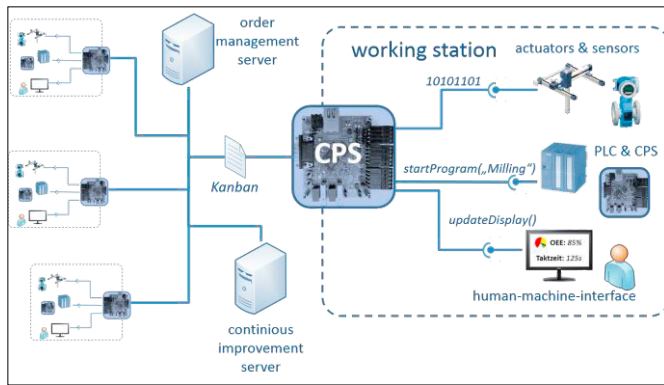 order
management
server
working station
actuators & sensors
10101101
CPS
Kanban
startProgram(„Milling“)
PLC & CPS
updateDisplay()
OEE: 85%
Taktzeit: 125s
human-machine-interface
continious
improvement
server